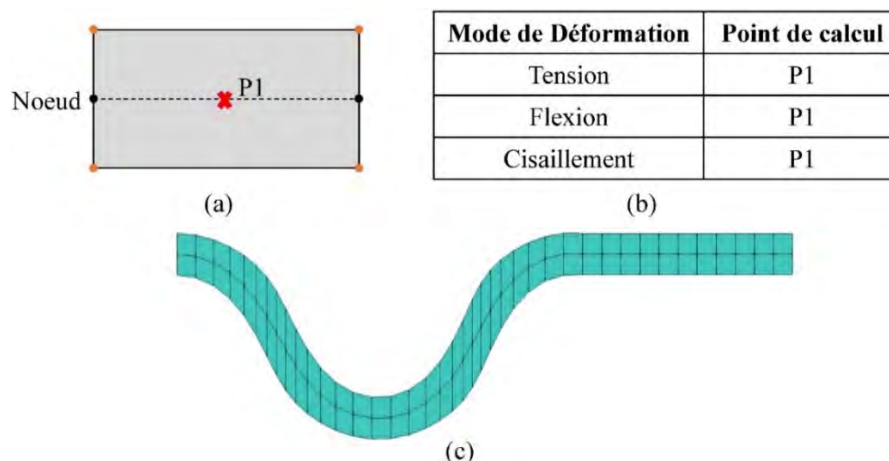 P1
Noeud
(a)
Mode de Déformation Point de calcul
Tension P1
Flexion P1
Cisaillement P1
(b)
(c)